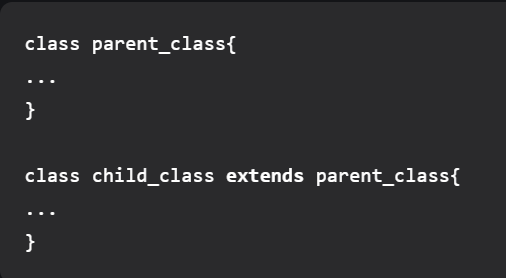 class parent_class{
...
}
class child_class extends parent_class{
...
}